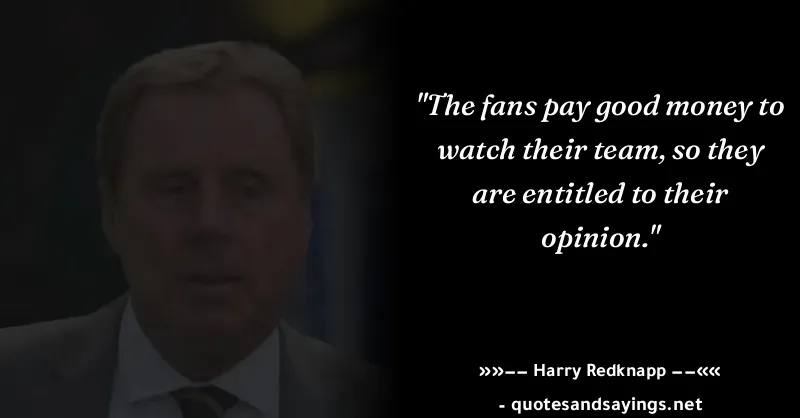 "The fans pay good money to
watch their team, so they
are entitled to their
opinion."
»»−− Harry Redknapp −−««
- quotesandsayings.net